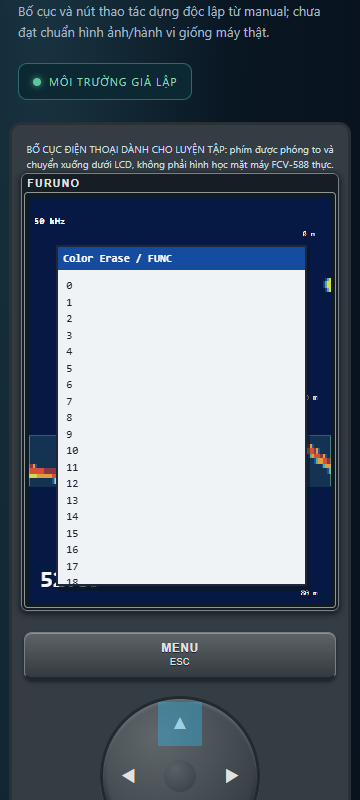 Bố cục và nút thao tác dựng độc lập từ manual; chưa
đạt chuẩn hình ảnh/hành vi giống máy thật.
MÔI TRƯỜNG GIẢ LẬP
BỐ CỤC ĐIỆN THOẠI DÀNH CHO LUYỆN TẬP: phím được phóng to và
chuyển xuống dưới LCD, không phải hình học mặt máy FCV-588 thực.
FURUNO
50 kHz
0 m
Color Erase / FUNC
0
1
2
3
4
5
6
7
8
9
10
11
12
13
14
15
16
17
18
80 m
MENU
ESC